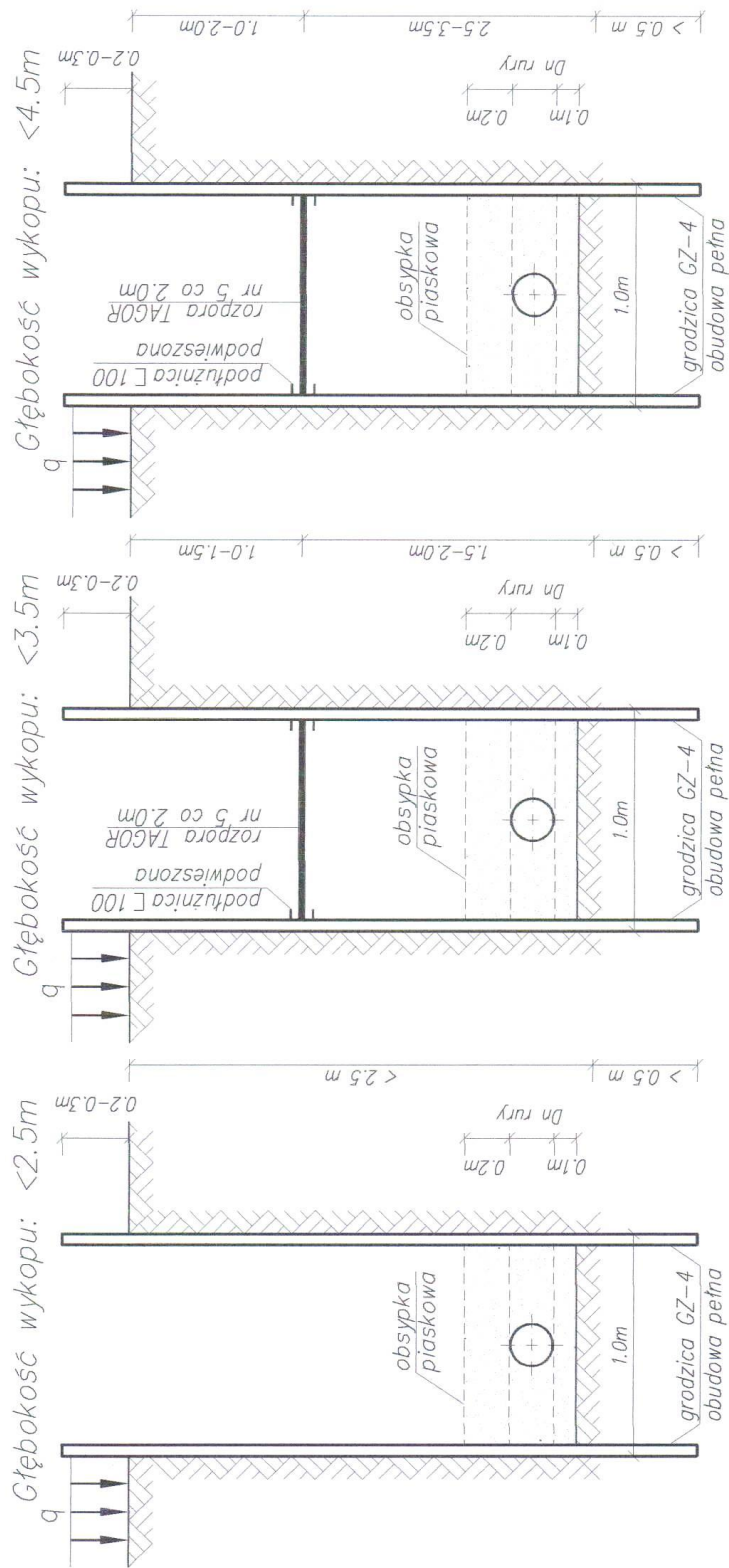 Głębokość wykopu: <2.5m
q
0.2-0.3m
< 2.5 m
> 0.5 m
obsypka
piaskowa
Dn rury
0.2m
0.1m
1.0m
grodzica GZ-4
obudowa pełna
Głębokość wykopu: <3.5m
q
0.2-0.3m
podłużnica [ 100
podwieszona
rozpora TAGOR
nr 5 co 2.0m
1.0-1.5m
1.5-2.0m
> 0.5 m
obsypka
piaskowa
Dn rury
0.2m
0.1m
1.0m
grodzica GZ-4
obudowa pełna
Głębokość wykopu: <4.5m
q
0.2-0.3m
podłużnica [ 100
podwieszona
rozpora TAGOR
nr 5 co 2.0m
1.0-2.0m
2.5-3.5m
> 0.5 m
obsypka
piaskowa
Dn rury
0.2m
0.1m
1.0m
grodzica GZ-4
obudowa pełna